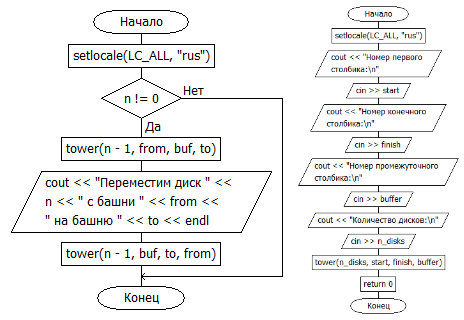 Начало
setlocale(LC_ALL, "rus")
n != 0
Нет
Да
tower(n - 1, from, buf, to)
cout << "Переместим диск " <<
n << " с башни " << from <<
" на башню " << to << endl
tower(n - 1, buf, to, from)
Конец
Начало
setlocale(LC_ALL, "rus")
cout << "Номер первого
столбика:\n"
cin >> start
cout << "Номер конечного
столбика:\n"
cin >> finish
cout << "Номер промежуточного
столбика:\n"
cin >> buffer
cout << "Количество дисков:\n"
cin >> n_disks
tower(n_disks, start, finish, buffer)
return 0
Конец